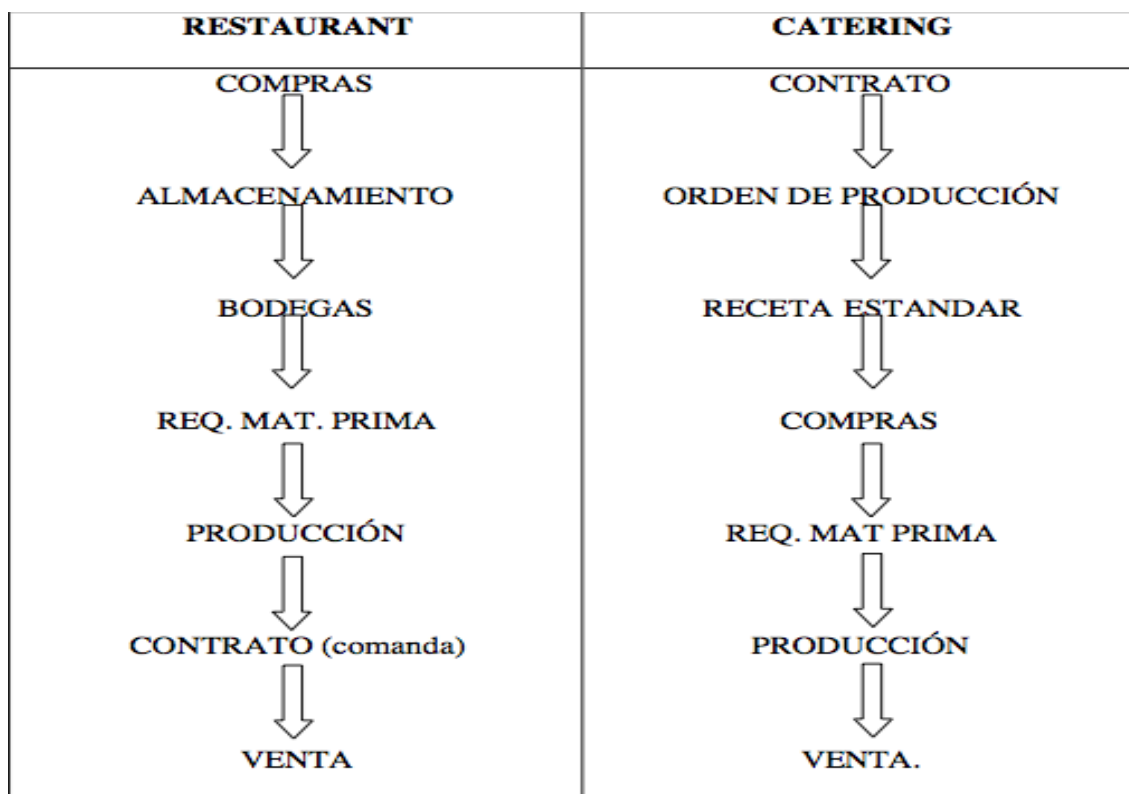 RESTAURANT
CATERING
COMPRAS
CONTRATO
ALMACENAMIENTO
ORDEN DE PRODUCCIÓN
BODEGAS
RECETA ESTANDAR
REQ. MAT. PRIMA
COMPRAS
PRODUCCIÓN
REQ. MAT PRIMA
CONTRATO (comanda)
PRODUCCIÓN
VENTA
VENTA.